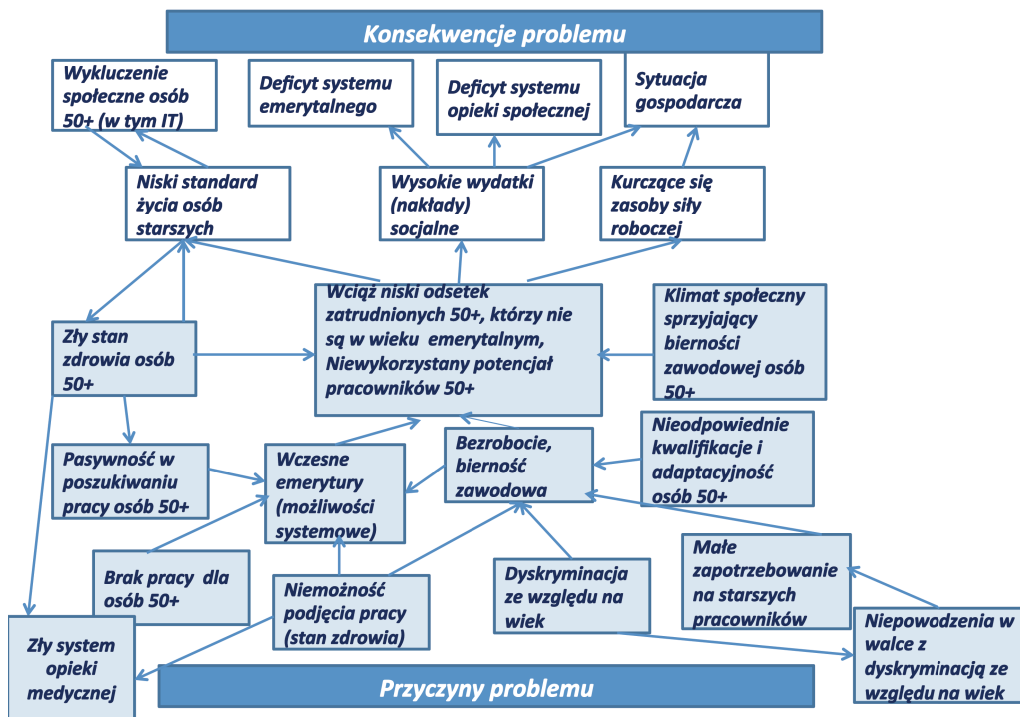 Konsekwencje problemu
Wykluczenie
społeczne osób
50+ (w tym IT)
Deficyt systemu
emerytalnego
Deficyt systemu
opieki społecznej
Sytuacja
gospodarcza
Niski standard
życia osób
starszych
Wysokie wydatki
(nakłady)
socjalne
Kurczące się
zasoby siły
roboczej
Zły stan
zdrowia osób
50+
Wciąż niski odsetek
zatrudnionych 50+, którzy nie
są w wieku emerytalnym,
Niewykorzystany potencjał
pracowników 50+
Klimat społeczny
sprzyjający
bierności
zawodowej osób
50+
Pasywność w
poszukiwaniu
pracy osób 50+
Wczesne
emerytury
(możliwości
systemowe)
Bezrobocie,
bierność
zawodowa
Nieodpowiednie
kwalifikacje i
adaptacyjność
osób 50+
Brak pracy dla
osób 50+
Niemożność
podjęcia pracy
(stan zdrowia)
Dyskryminacja
ze względu na
wiek
Małe
zapotrzebowanie
na starszych
pracowników
Zły system
opieki
medycznej
Niepowodzenia w
walce z
dyskryminacją ze
względu na wiek
Przyczyny problemu